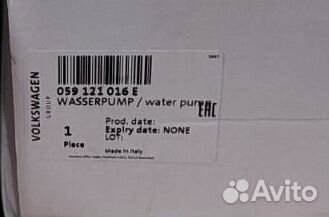 VOLKSWAGEN
GROUP
059 121 016 E
WASSERPUMP / water pump
EAC
1
Place
Prod. date:
Expiry date: NONE
LOT:
Made in Italy
Avito